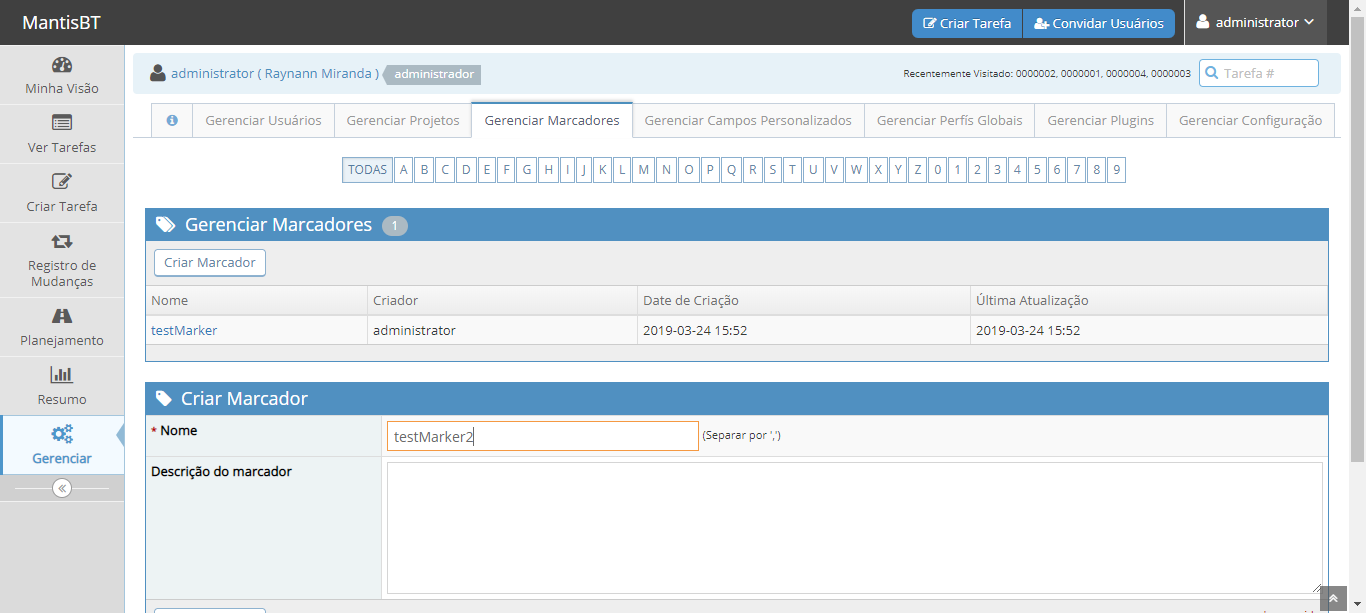 MantisBT
Criar Tarefa
Convidar Usuários
administrator
Minha Visão
Ver Tarefas
Criar Tarefa
Registro de
Mudanças
Planejamento
Resumo
Gerenciar
administrator ( Raynann Miranda ) administrador
Recentemente Visitado: 0000002, 0000001, 0000004, 0000003
Tarefa #
Gerenciar Usuários
Gerenciar Projetos
Gerenciar Marcadores
Gerenciar Campos Personalizados
Gerenciar Perfís Globais
Gerenciar Plugins
Gerenciar Configuração
TODAS A B C D E F G H I J K L M N O P Q R S T U V W X Y Z 0 1 2 3 4 5 6 7 8 9
Gerenciar Marcadores 1
Criar Marcador
Nome Criador Date de Criação Última Atualização
testMarker administrator 2019-03-24 15:52 2019-03-24 15:52
Criar Marcador
* Nome testMarker2 (Separar por ',')
Descrição do marcador